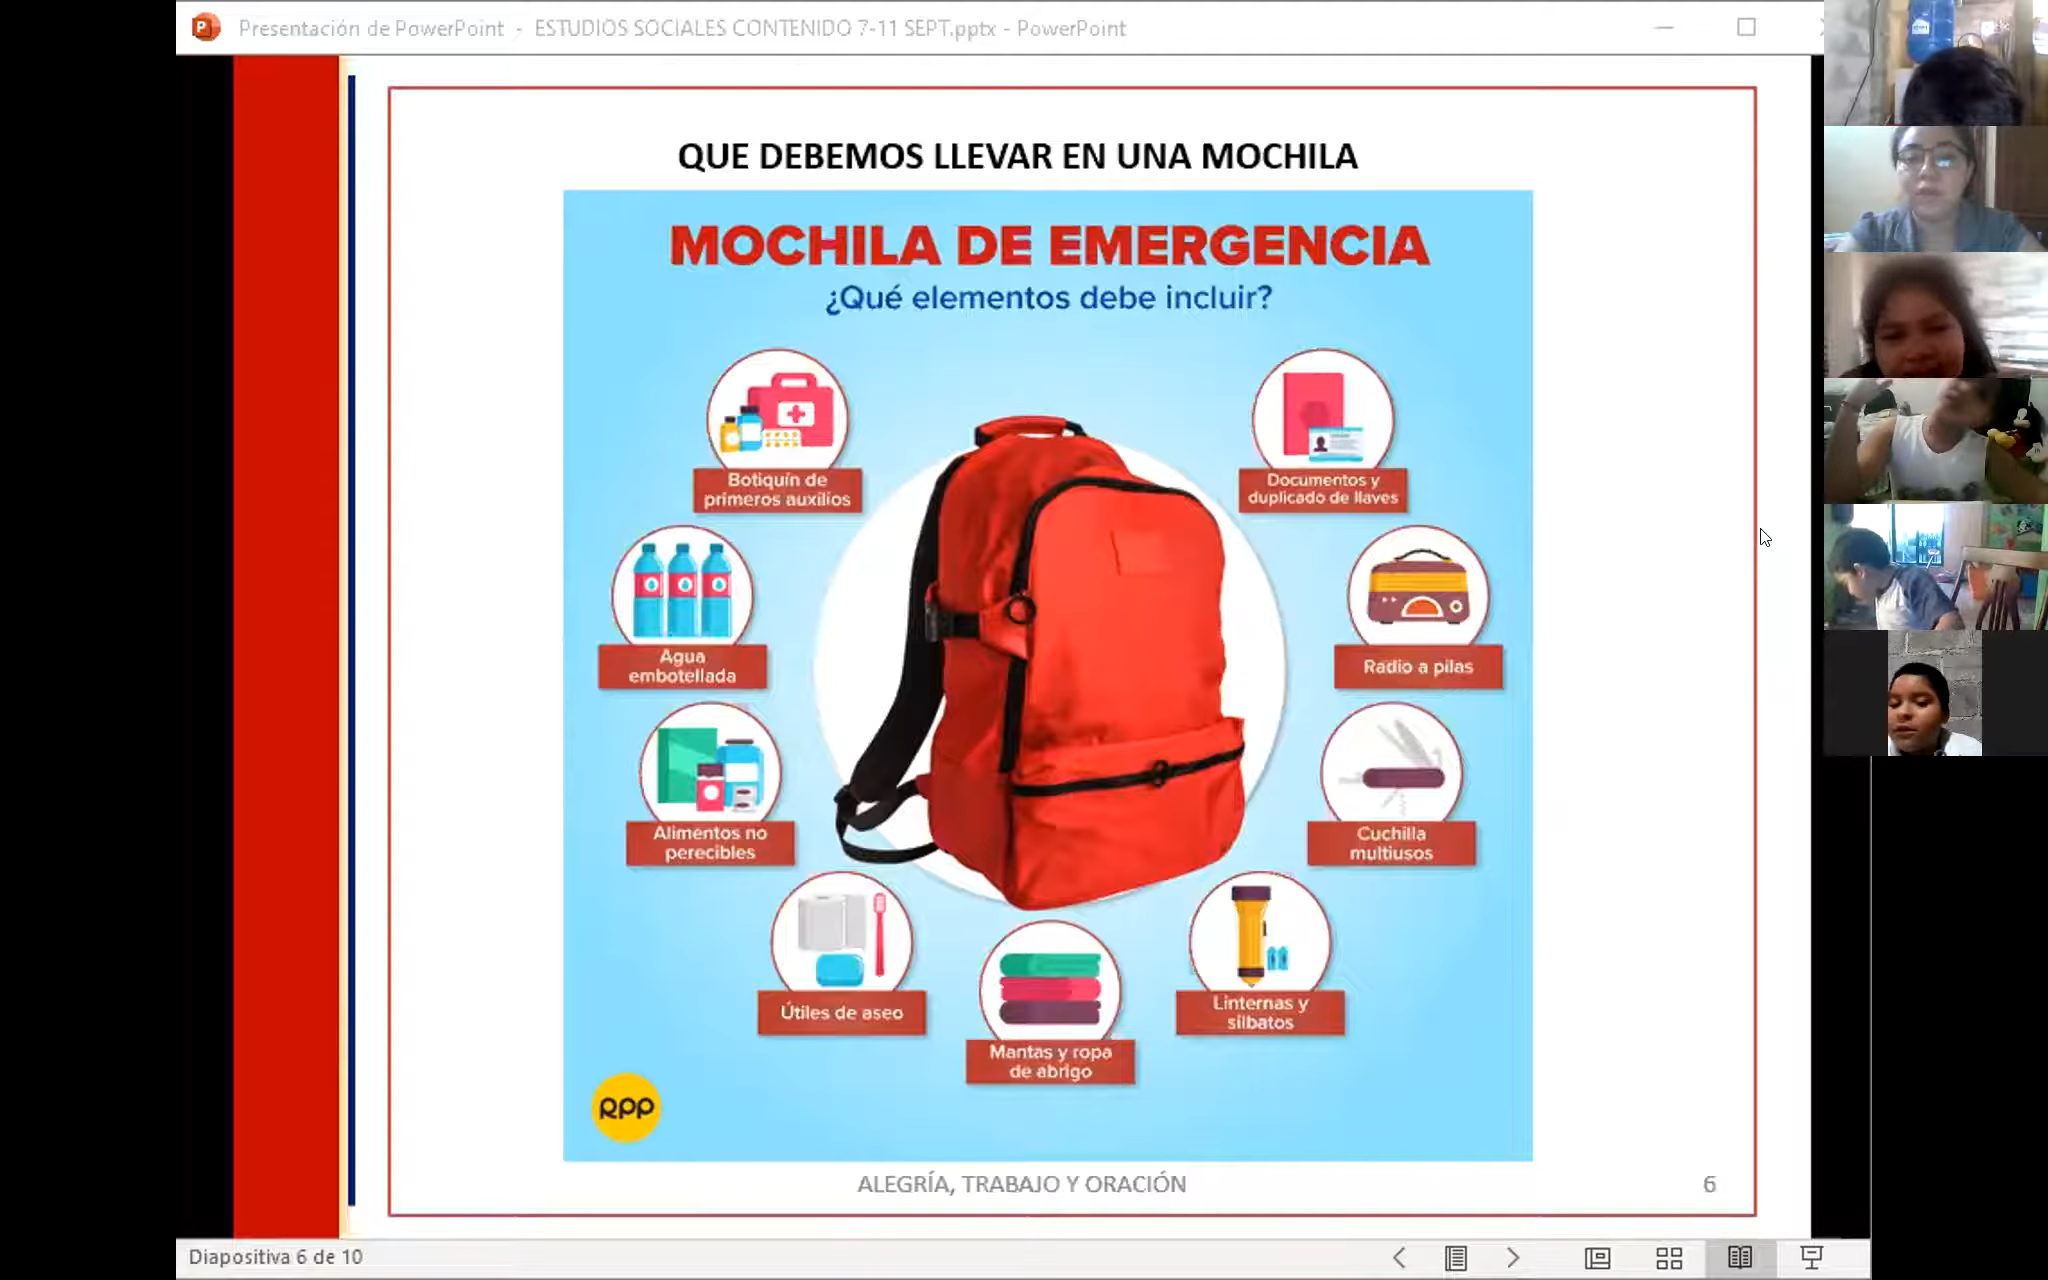 Presentación de PowerPoint - ESTUDIOS SOCIALES CONTENIDO 7-11 SEPT.pptx - PowerPoint
QUE DEBEMOS LLEVAR EN UNA MOCHILA
MOCHILA DE EMERGENCIA
¿Qué elementos debe incluir?
Botiquín de
primeros auxilios
Documentos y
duplicado de llaves
Agua
embotellada
Radio a pilas
Alimentos no
perecibles
Cuchilla
multiusos
Útiles de aseo
Linternas y
silbatos
Mantas y ropa
de abrigo
RPP
ALEGRÍA, TRABAJO Y ORACIÓN
6
Diapositiva 6 de 10